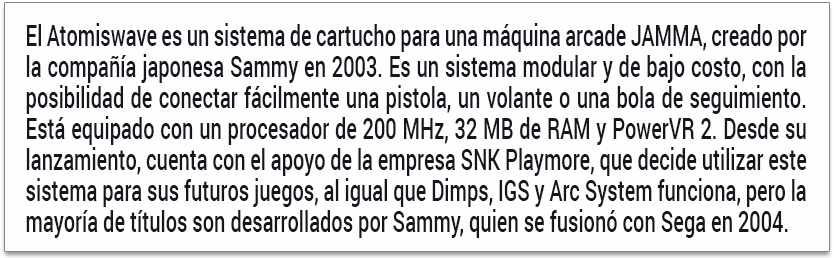 El Atomiswave es un sistema de cartucho para una máquina arcade JAMMA, creado por
la compañía japonesa Sammy en 2003. Es un sistema modular y de bajo costo, con la
posibilidad de conectar fácilmente una pistola, un volante o una bola de seguimiento.
Está equipado con un procesador de 200 MHz, 32 MB de RAM y PowerVR 2. Desde su
lanzamiento, cuenta con el apoyo de la empresa SNK Playmore, que decide utilizar este
sistema para sus futuros juegos, al igual que Dimps, IGS y Arc System funciona, pero la
mayoría de títulos son desarrollados por Sammy, quien se fusionó con Sega en 2004.